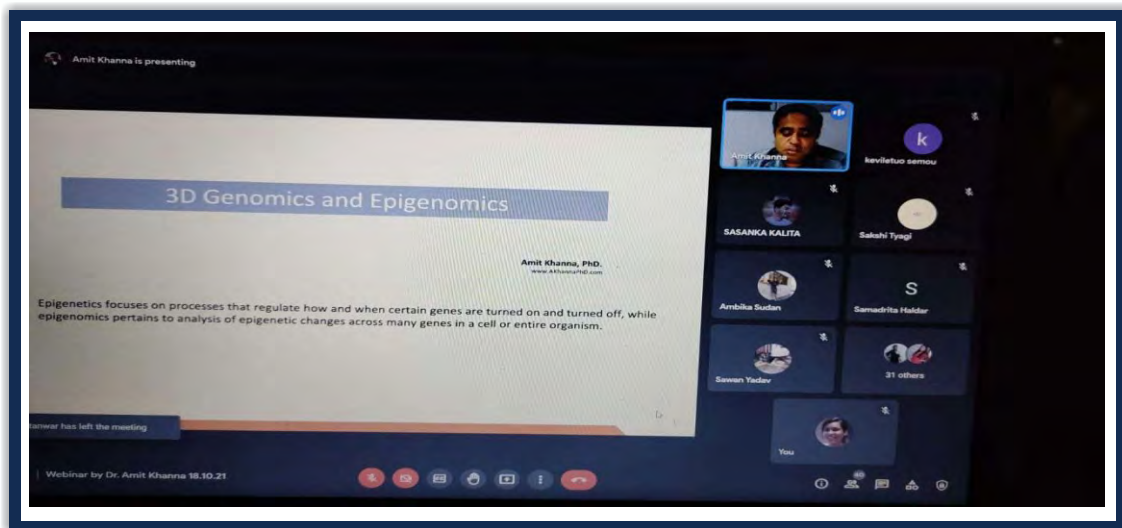 Amit Khanna is presenting
3D Genomics and Epigenomics
Amit Khanna, PhD.
www.AKhannaPhD.com
Epigenetics focuses on processes that regulate how and when certain genes are turned on and turned off, while
epigenomics pertains to analysis of epigenetic changes across many genes in a cell or entire organism.
tanwar has left the meeting
Webinar by Dr. Amit Khanna 18.10.21
Amit Khanna
k
keviletuo semou
SASANKA KALITA
Sakshi Tyagi
Ambika Sudan
S
Samadrita Haldar
Sawan Yadav
31 others
You
40